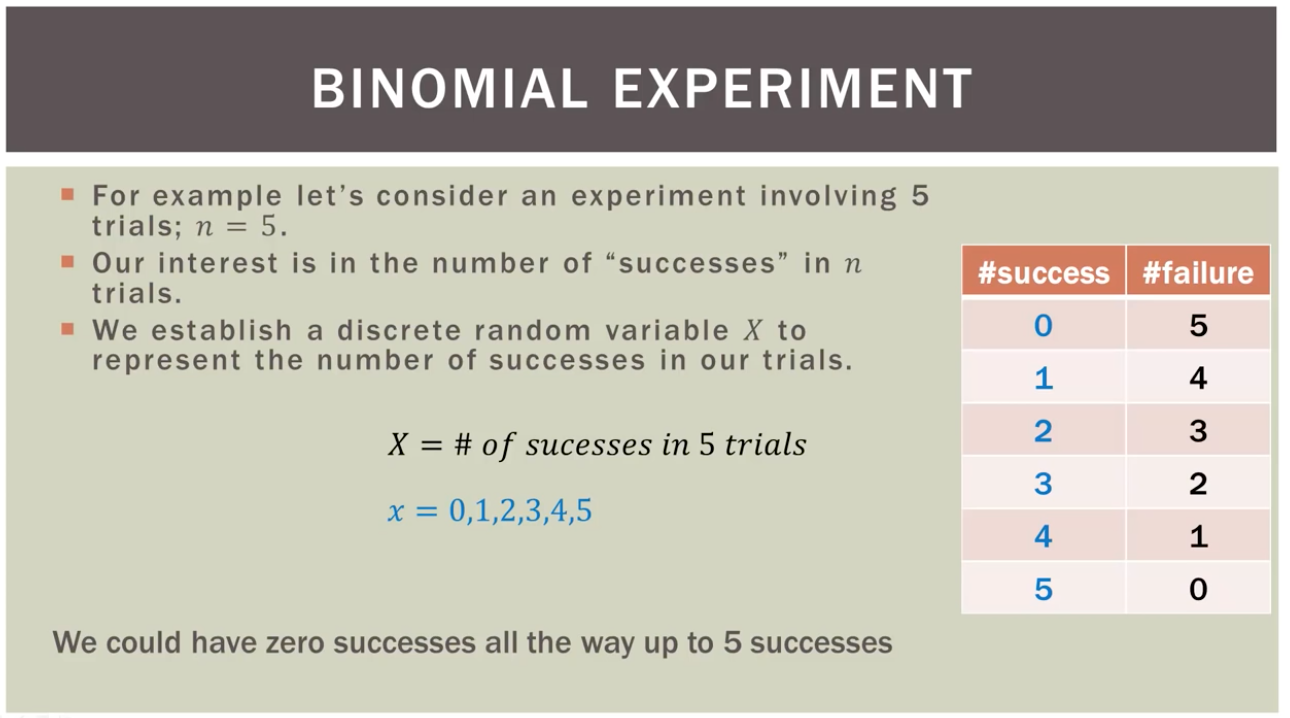 BINOMIAL EXPERIMENT
For example let's consider an experiment involving 5
trials; n = 5.
Our interest is in the number of “successes” in n
trials.
We establish a discrete random variable X to
represent the number of successes in our trials.
X = # of sucesses in 5 trials
x = 0,1,2,3,4,5
#success #failure
0 5
1 4
2 3
3 2
4 1
5 0
We could have zero successes all the way up to 5 successes